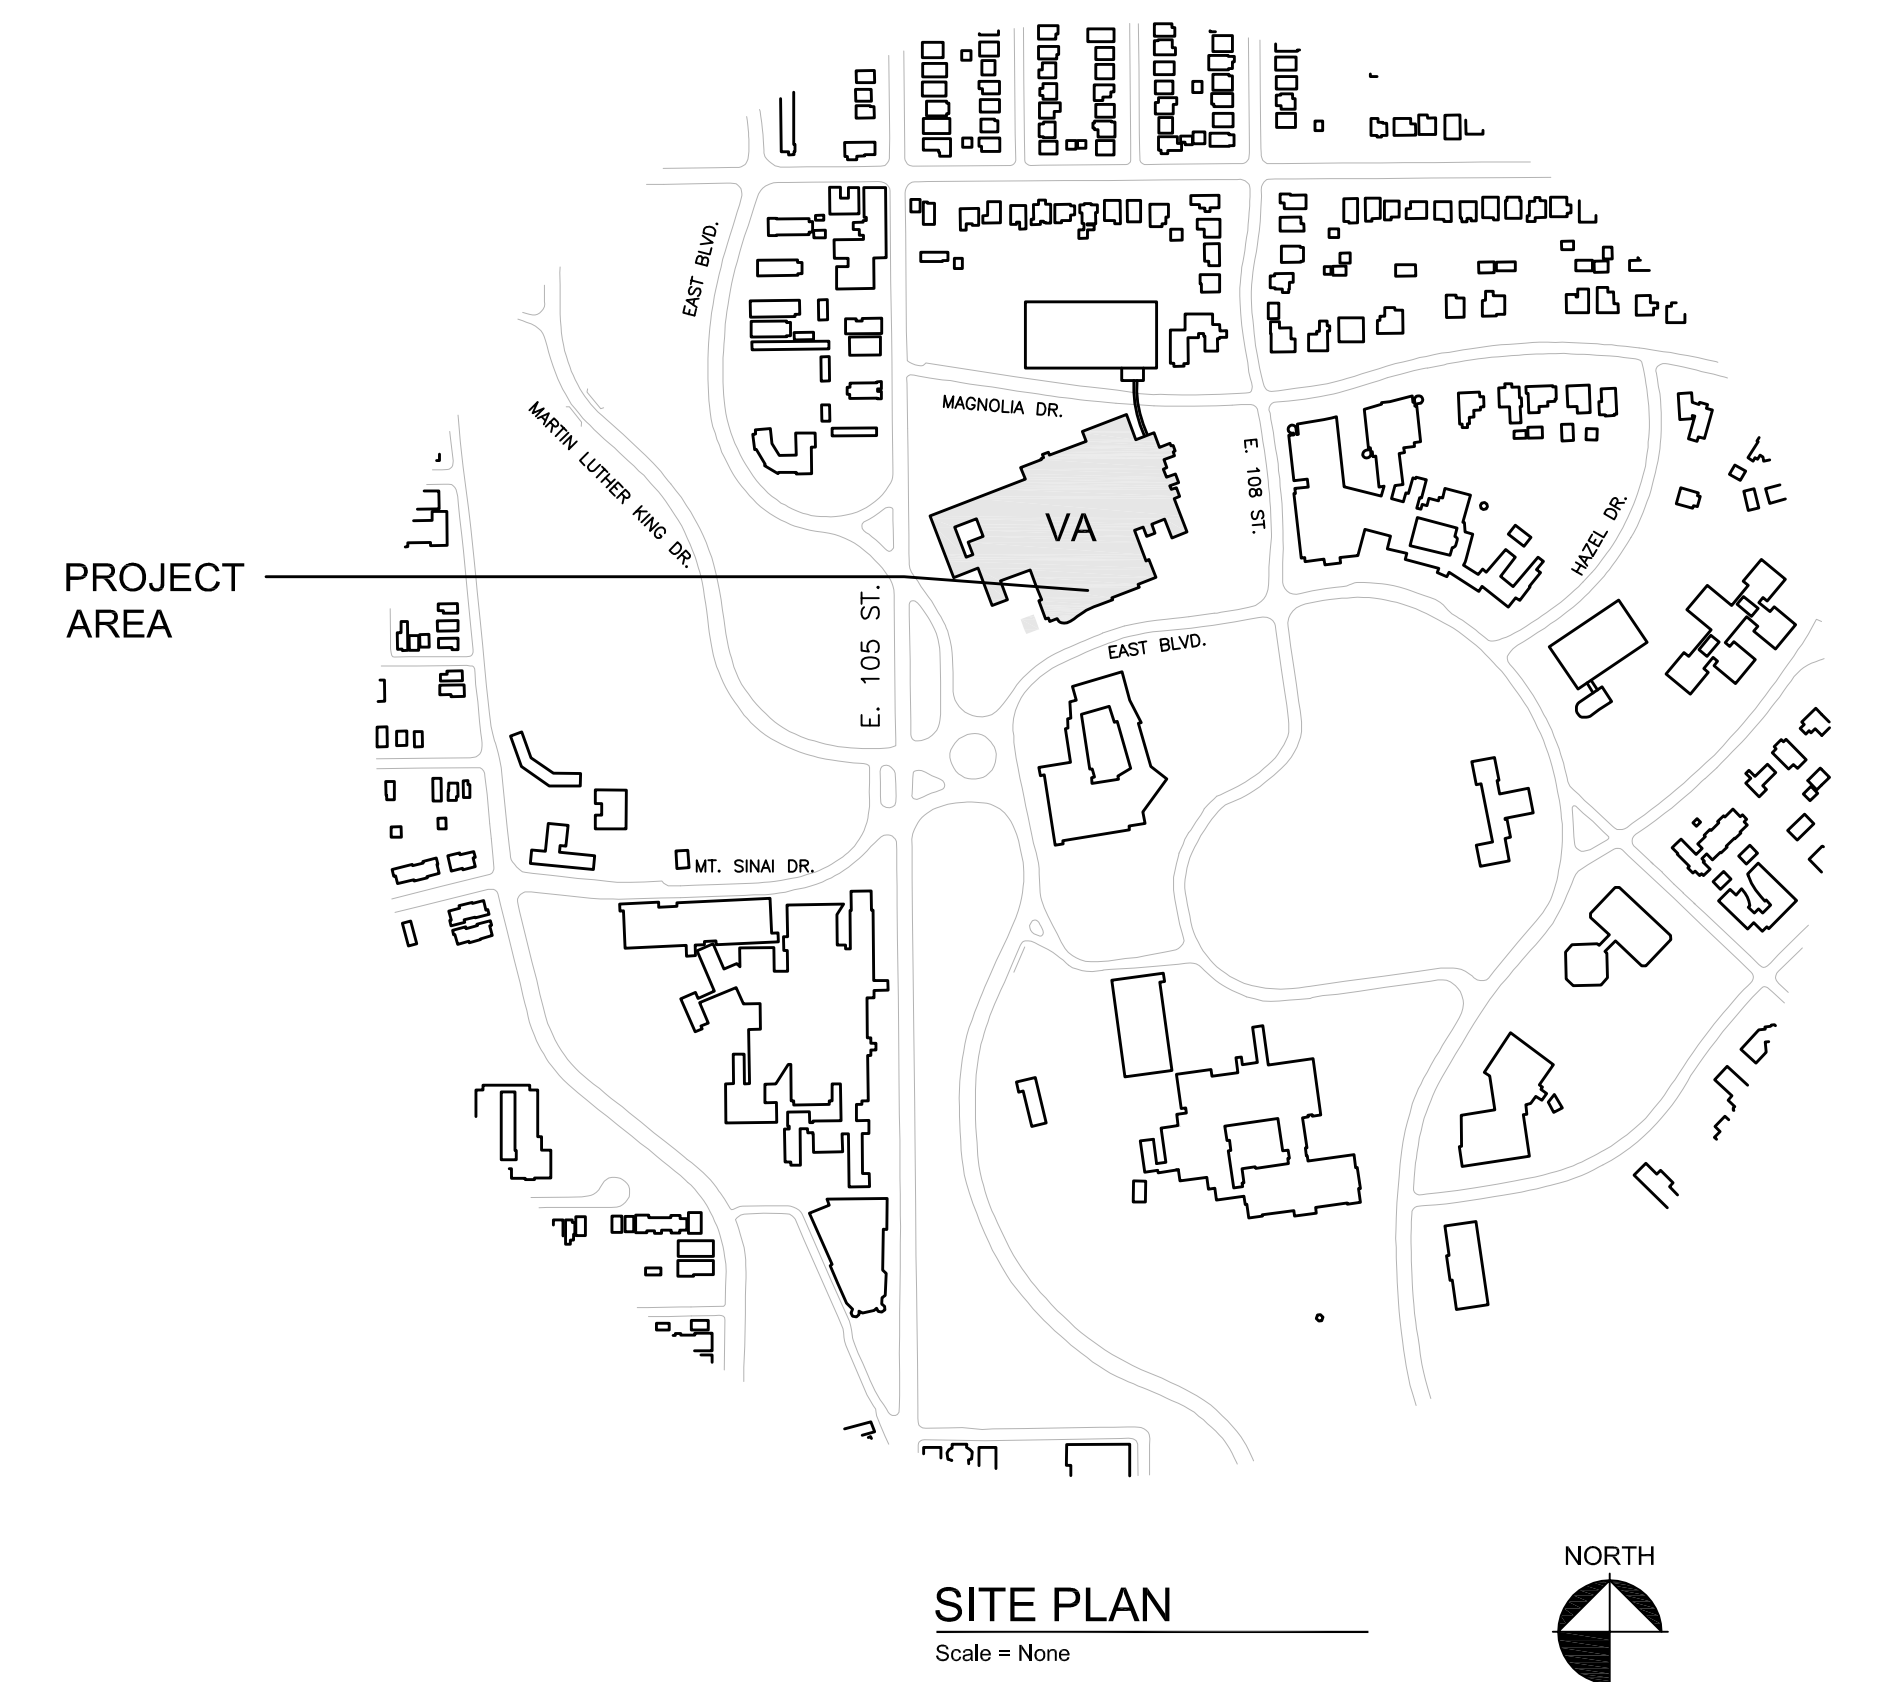 EAST BLVD.
MAGNOLIA DR.
MARTIN LUTHER KING DR.
E. 108 ST.
HAZEL DR.
VA
PROJECT
AREA
E. 105 ST.
EAST BLVD.
MT. SINAI DR.
NORTH
SITE PLAN
Scale = None